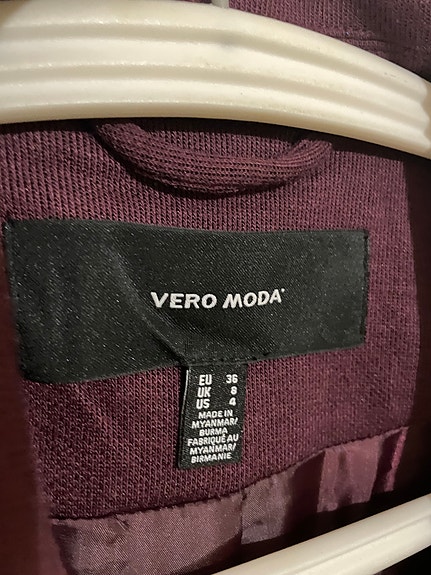 VERO MODA
EU 36
UK 8
US 4
MADE IN
MYANMAR/
BURMA
FABRIQUÉ AU
MYANMAR/
BIRMANIE